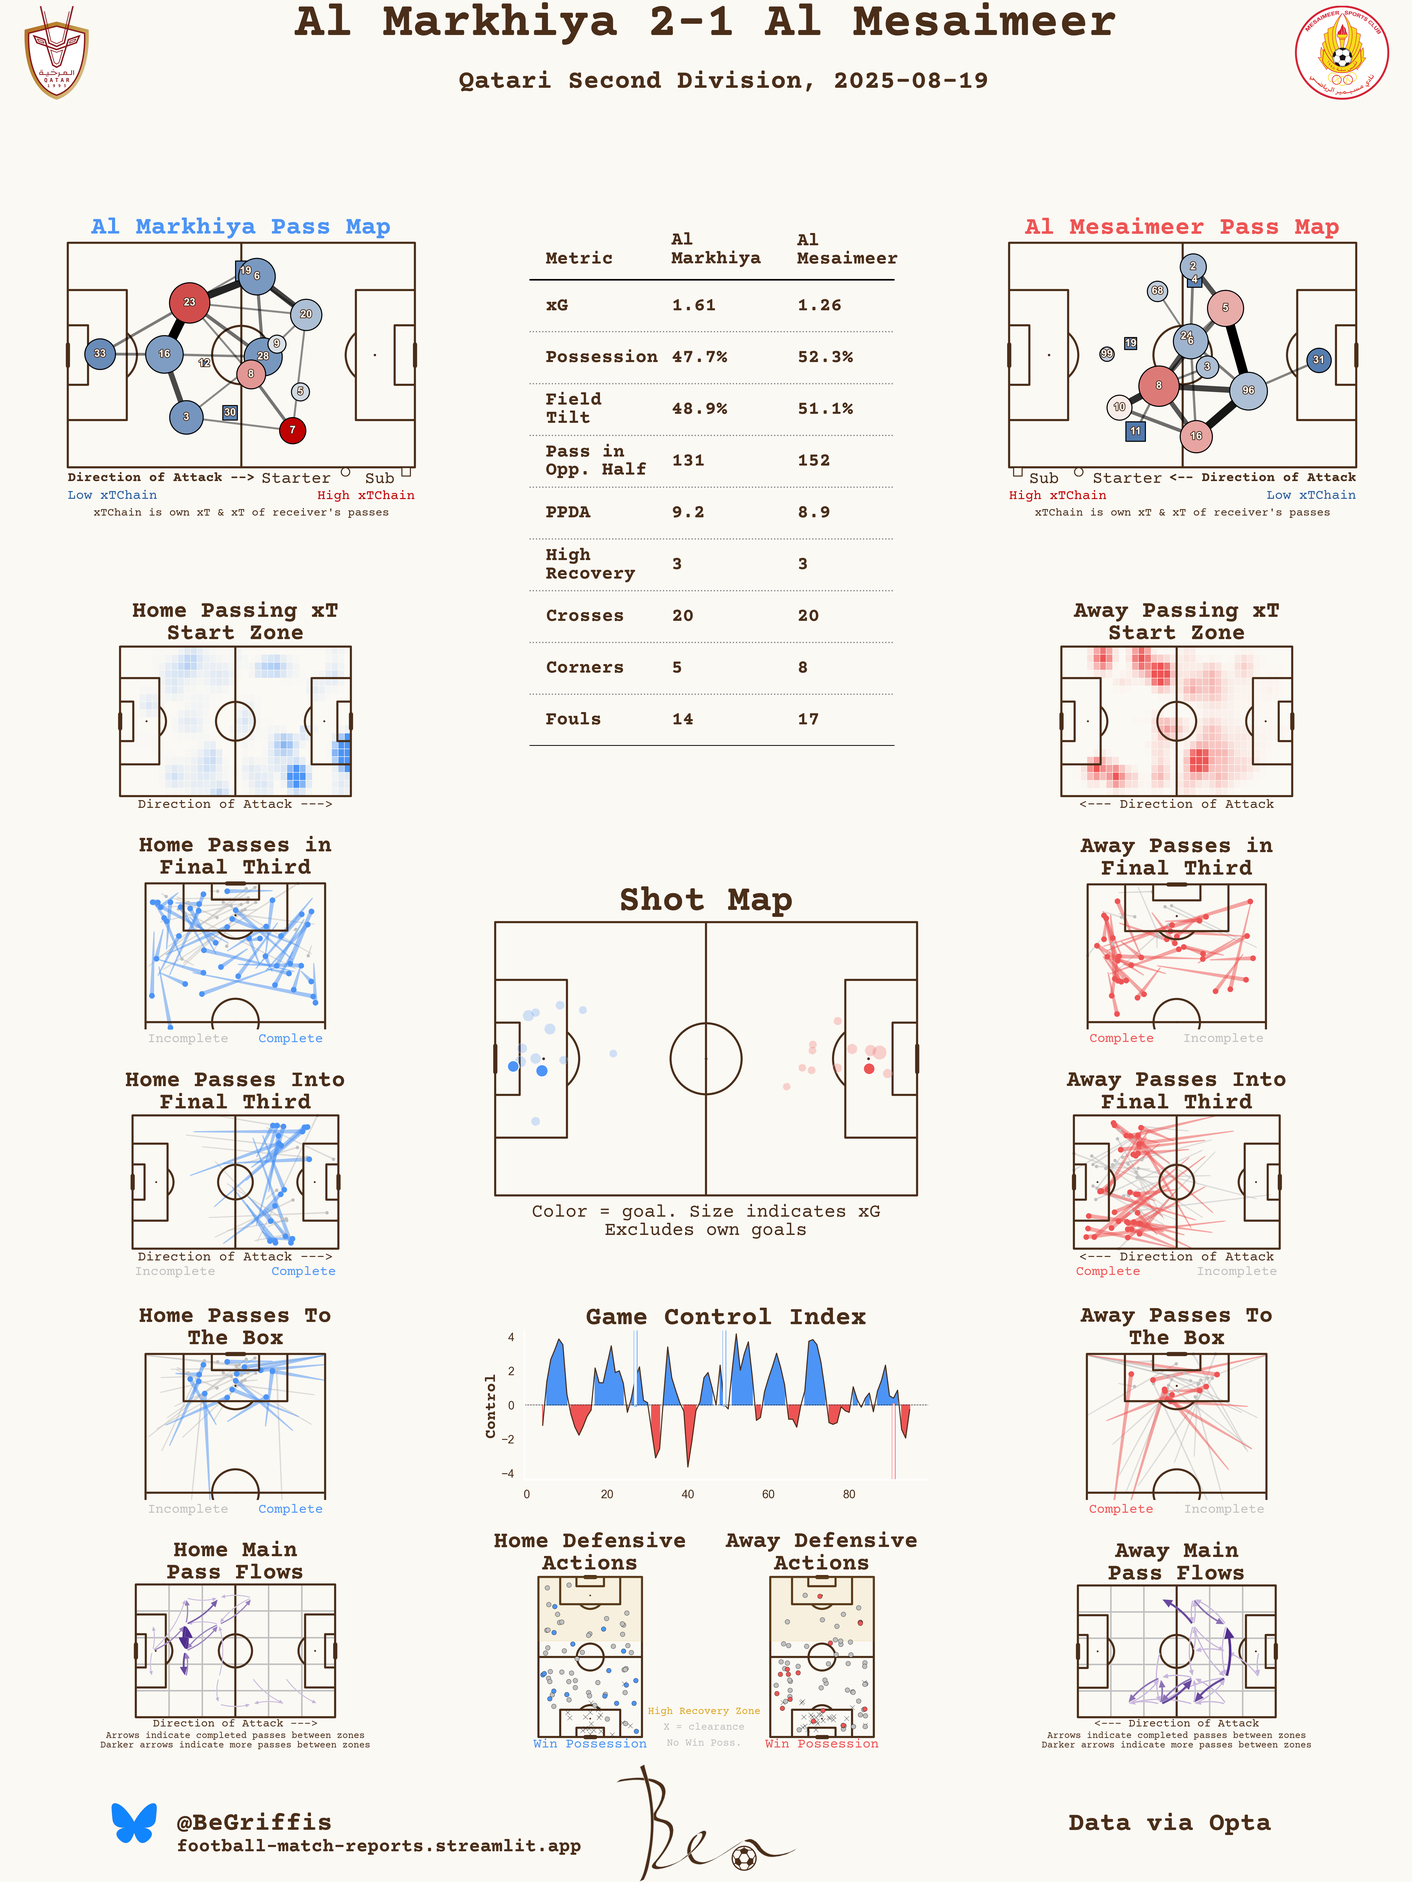 Al Markhiya 2-1 Al Mesaimeer
Qatari Second Division, 2025-08-19
المرخية
QATAR
1995
MESAIMEER SPORTS CLUB
نادي مسيمير الرياضي
Al Markhiya Pass Map
19
6
23
20
33
16
12
9
28
8
5
3
30
7
Direction of Attack --> Starter Sub
Low xTChain High xTChain
xTChain is own xT & xT of receiver's passes
Metric Al Markhiya Al Mesaimeer
xG 1.61 1.26
Possession 47.7% 52.3%
Field Tilt 48.9% 51.1%
Pass in Opp. Half 131 152
PPDA 9.2 8.9
High Recovery 3 3
Crosses 20 20
Corners 5 8
Fouls 14 17
Al Mesaimeer Pass Map
2
4
68
5
24
6
19
99
3
31
8
96
10
11
16
Sub Starter <-- Direction of Attack
High xTChain Low xTChain
xTChain is own xT & xT of receiver's passes
Home Passing xT
Start Zone
Direction of Attack --->
Away Passing xT
Start Zone
<--- Direction of Attack
Home Passes in
Final Third
Incomplete Complete
Away Passes in
Final Third
Complete Incomplete
Shot Map
Color = goal. Size indicates xG
Excludes own goals
Home Passes Into
Final Third
Direction of Attack --->
Incomplete Complete
Away Passes Into
Final Third
<--- Direction of Attack
Complete Incomplete
Home Passes To
The Box
Incomplete Complete
Game Control Index
Control
4
2
0
−2
−4
0 20 40 60 80
Away Passes To
The Box
Complete Incomplete
Home Main
Pass Flows
Direction of Attack --->
Arrows indicate completed passes between zones
Darker arrows indicate more passes between zones
Home Defensive
Actions
Win Possession
High Recovery Zone
X = clearance
No Win Poss.
Away Defensive
Actions
Win Possession
Away Main
Pass Flows
<--- Direction of Attack
Arrows indicate completed passes between zones
Darker arrows indicate more passes between zones
@BeGriffis
football-match-reports.streamlit.app
Ben
Data via Opta